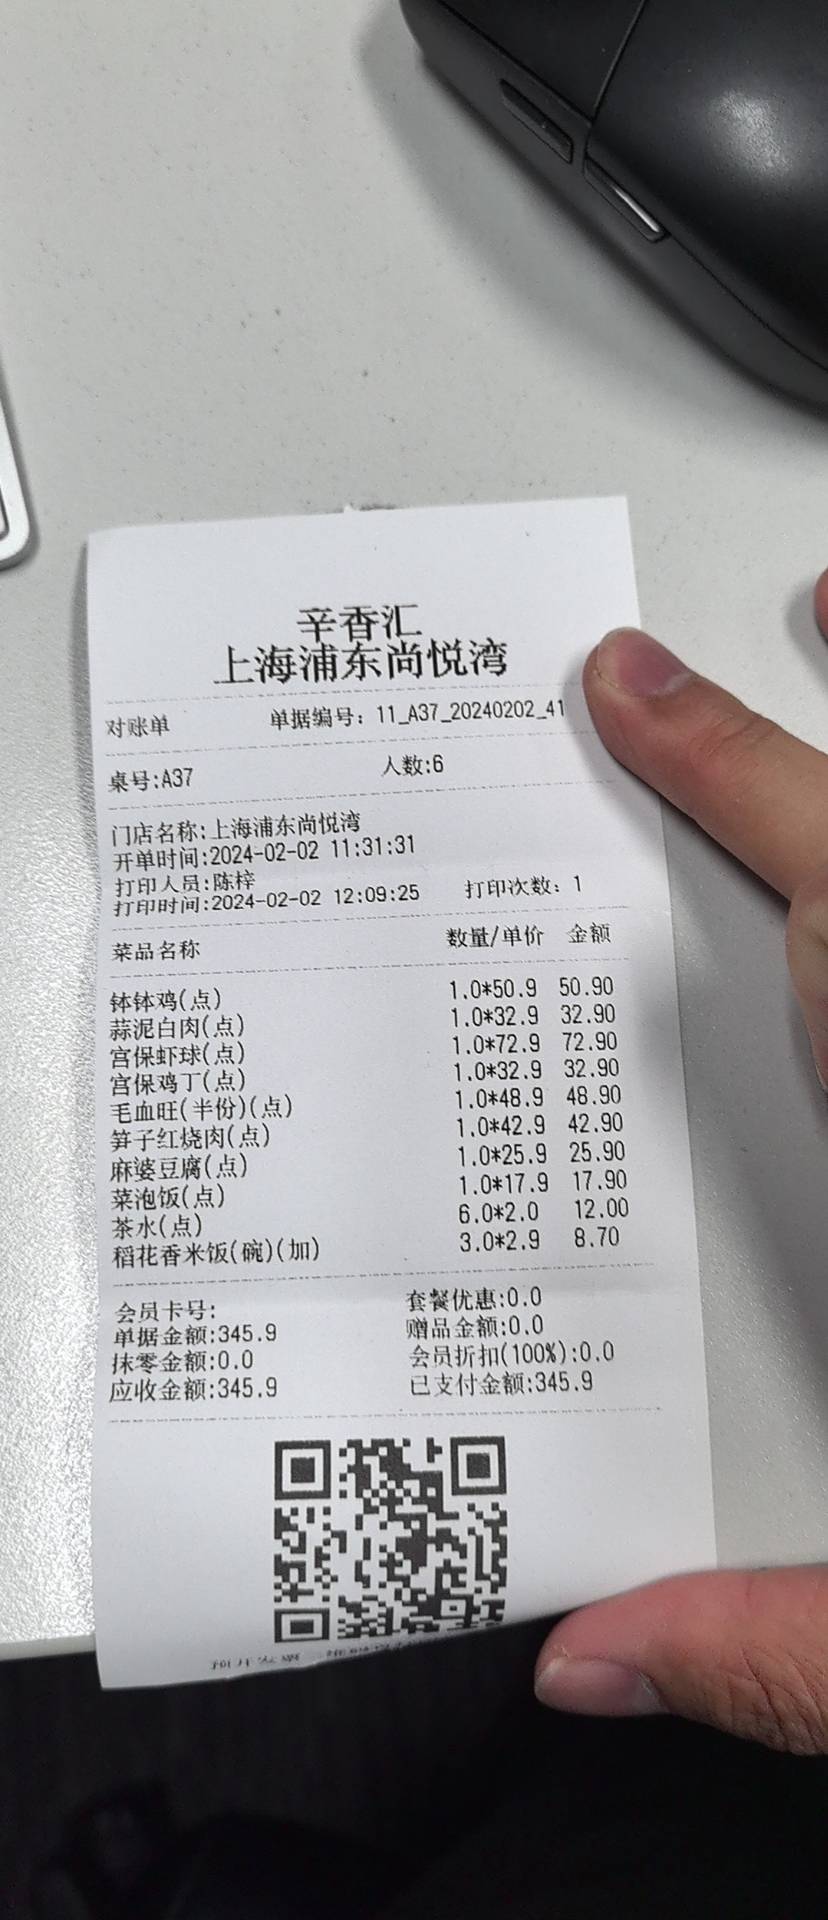 辛香汇
上海浦东尚悦湾
对账单 单据编号: 11_A37_20240202_41
桌号:A37 人数:6
门店名称:上海浦东尚悦湾
开单时间:2024-02-02 11:31:31
打印人员:陈梓
打印时间:2024-02-02 12:09:25 打印次数: 1
菜品名称 数量/单价 金额
钵钵鸡(点) 1.0*50.9 50.90
蒜泥白肉(点) 1.0*32.9 32.90
宫保虾球(点) 1.0*72.9 72.90
宫保鸡丁(点) 1.0*32.9 32.90
毛血旺(半份)(点) 1.0*48.9 48.90
笋子红烧肉(点) 1.0*42.9 42.90
麻婆豆腐(点) 1.0*25.9 25.90
菜泡饭(点) 1.0*17.9 17.90
茶水(点) 6.0*2.0 12.00
稻花香米饭(碗)(加) 3.0*2.9 8.70
会员卡号: 套餐优惠:0.0
单据金额:345.9 赠品金额:0.0
抹零金额:0.0 会员折扣(100%):0.0
应收金额:345.9 已支付金额:345.9